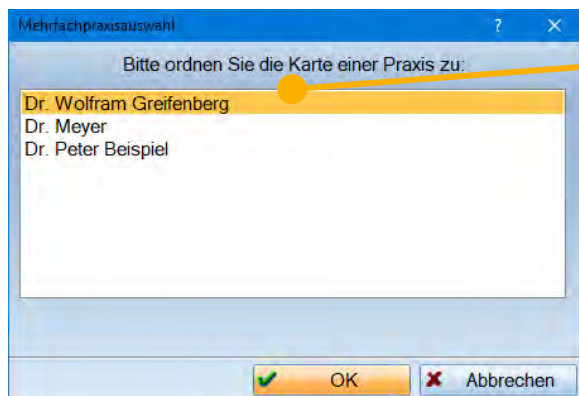 Mehrfachpraxisauswahl ? ✕
Bitte ordnen Sie die Karte einer Praxis zu:
Dr. Wolfram Greifenberg
Dr. Meyer
Dr. Peter Beispiel
OK Abbrechen